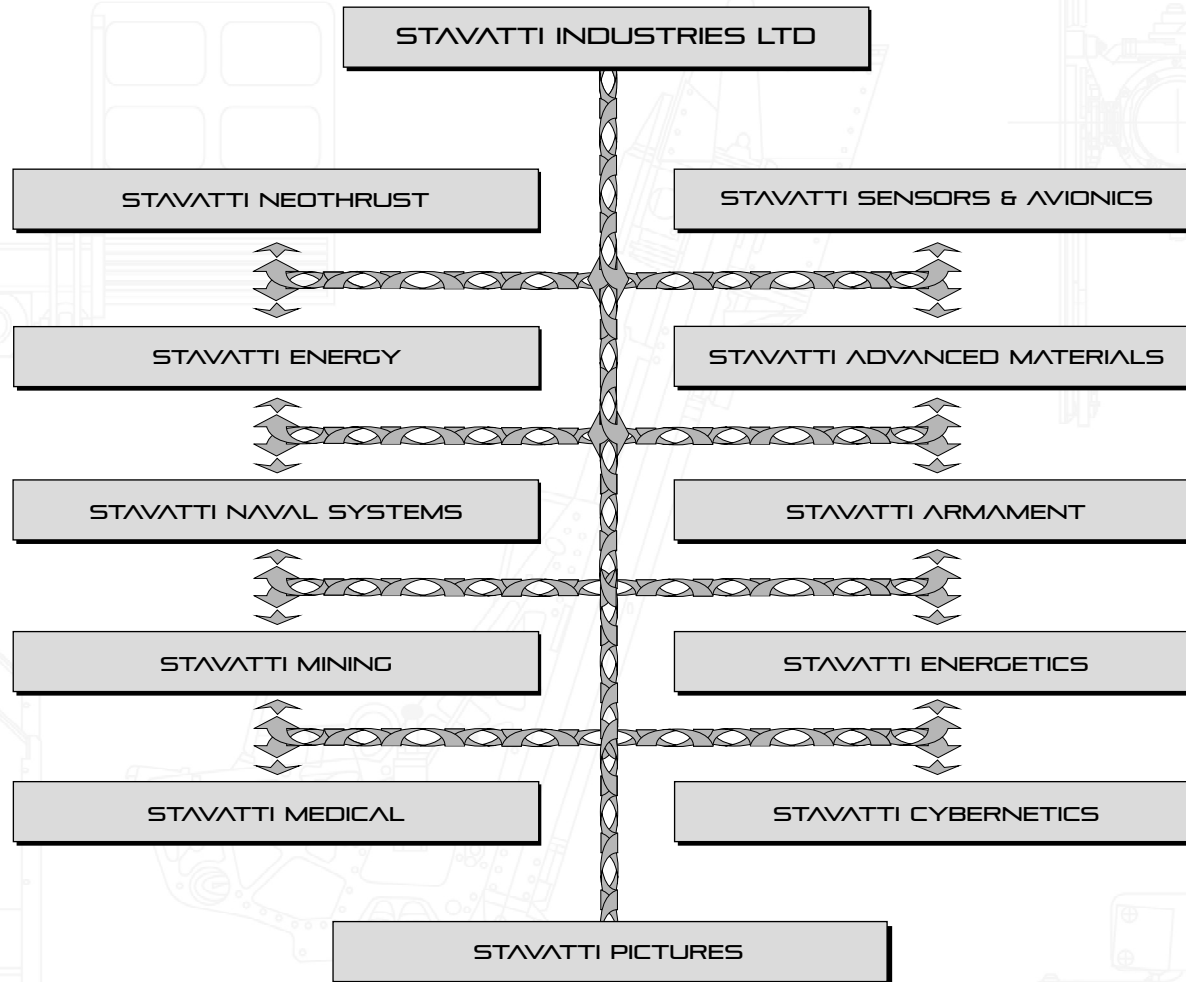 STAVATTI INDUSTRIES LTD
STAVATTI NEOTHRUST
STAVATTI SENSORS & AVIONICS
STAVATTI ENERGY
STAVATTI ADVANCED MATERIALS
STAVATTI NAVAL SYSTEMS
STAVATTI ARMAMENT
STAVATTI MINING
STAVATTI ENERGETICS
STAVATTI MEDICAL
STAVATTI CYBERNETICS
STAVATTI PICTURES